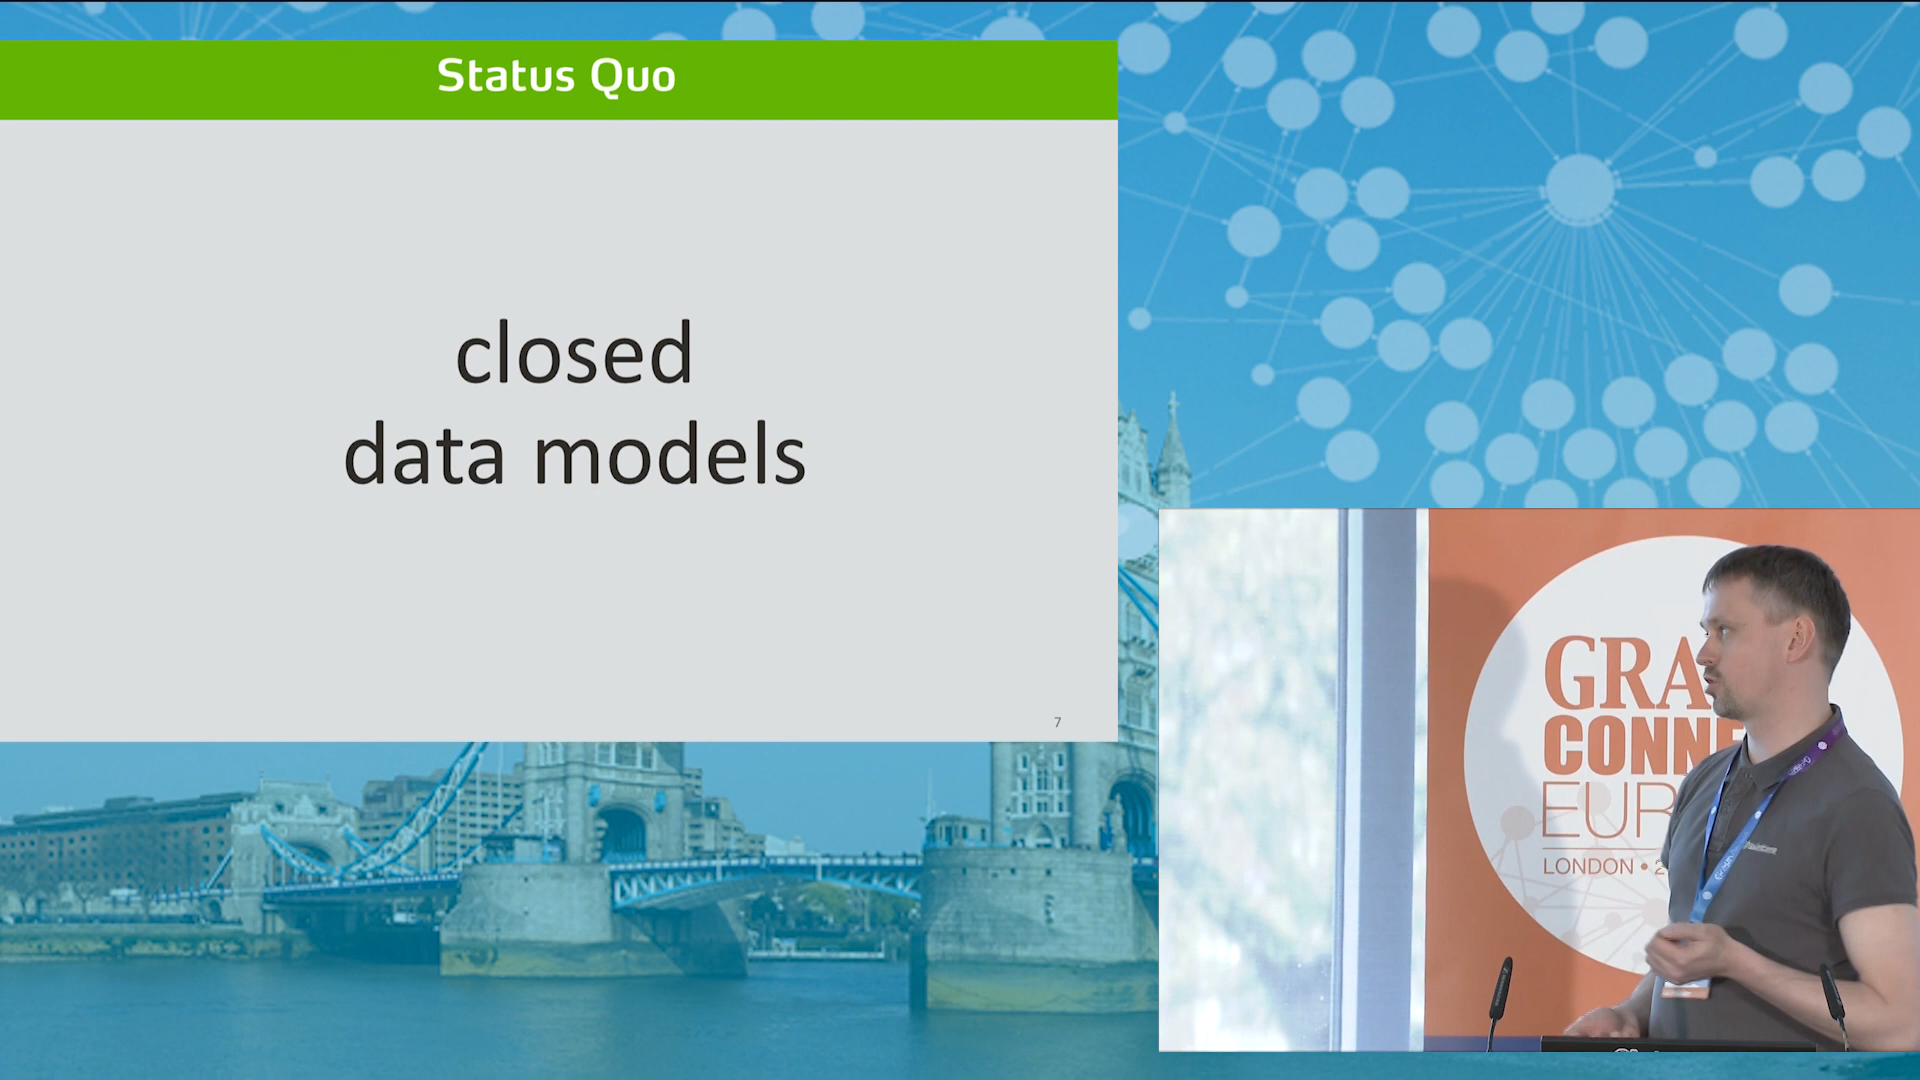 Status Quo
closed
data models
7
GRA
CONNE
EUR
LONDON • 2